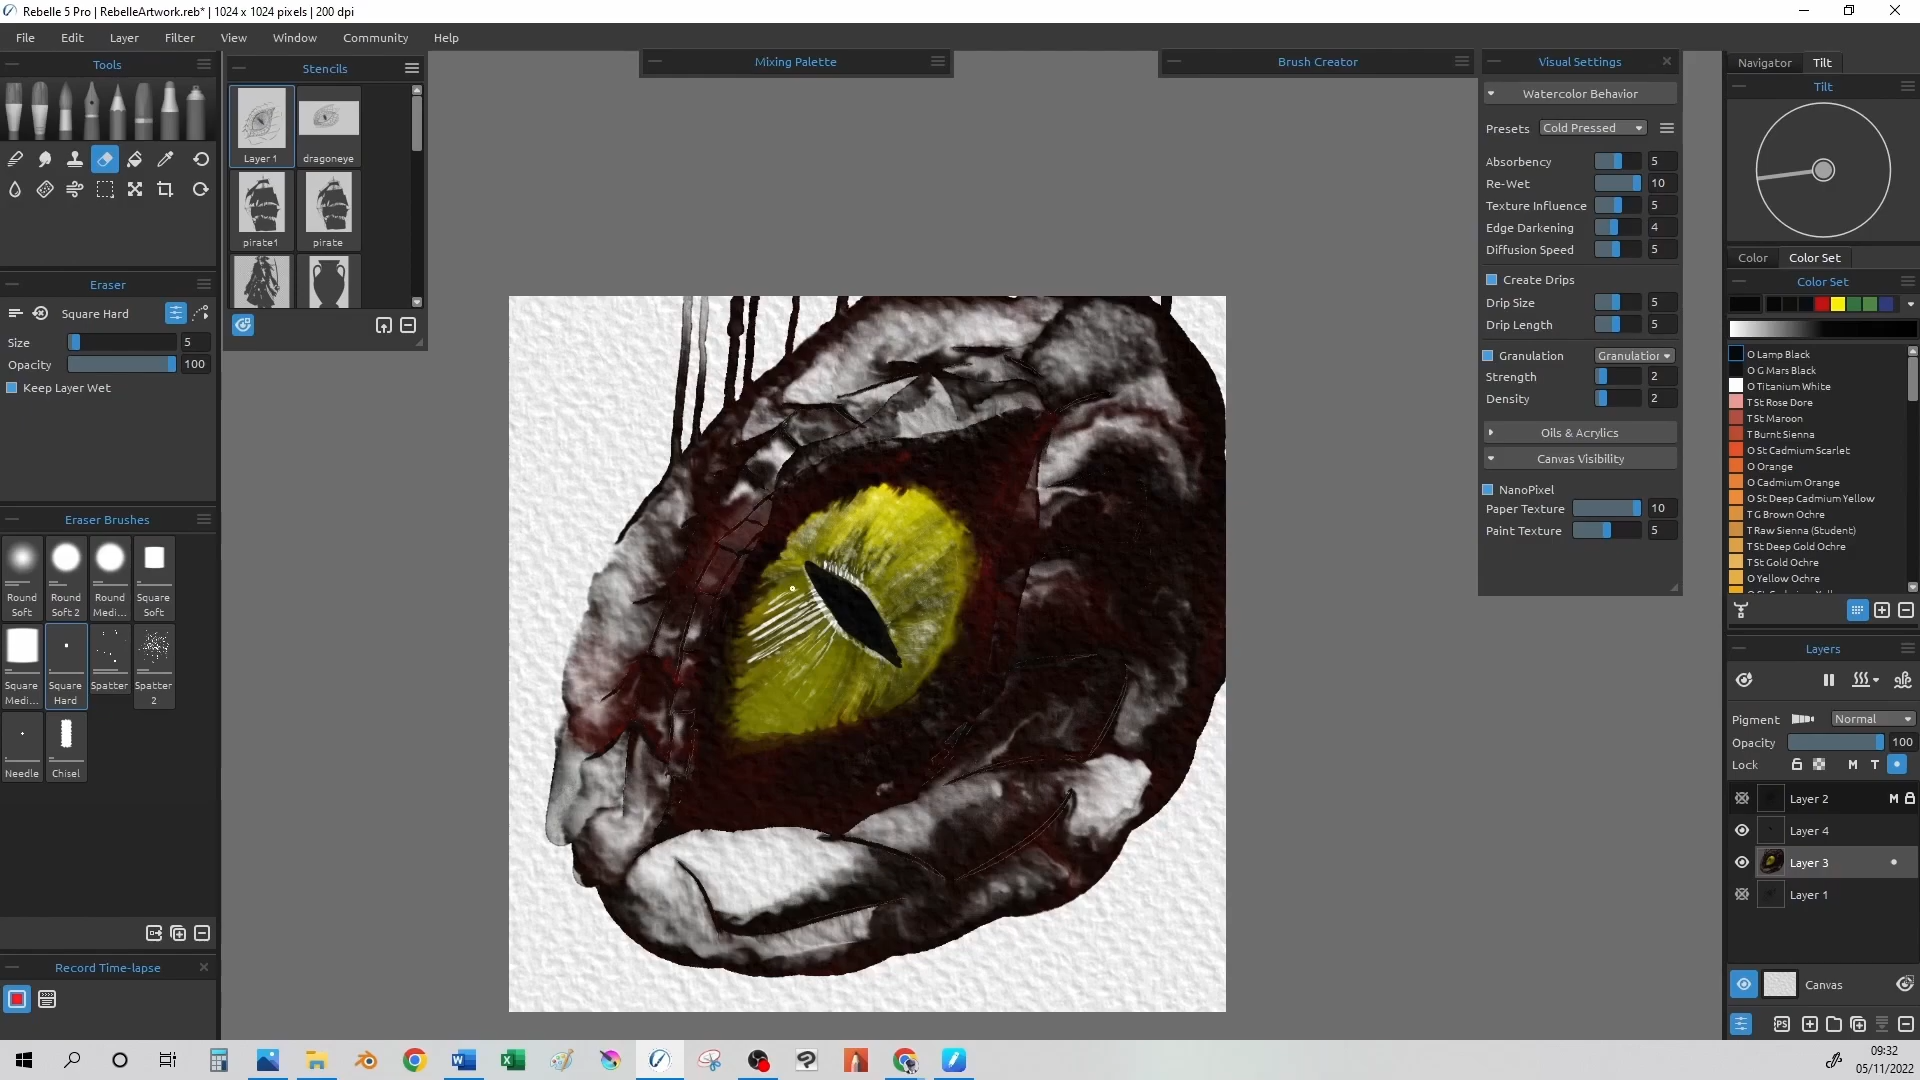 Rebelle 5 Pro | RebelleArtwork.reb* | 1024 x 1024 pixels | 200 dpi
File Edit Layer Filter View Window Community Help
Tools
Eraser
Square Hard
Size 5
Opacity 100
Keep Layer Wet
Eraser Brushes
Round Soft
Round Soft 2
Round Medi...
Square Soft
Square Medi...
Square Hard
Spatter
Spatter 2
Needle
Chisel
Record Time-lapse
Stencils
Layer 1
dragoneye
pirate1
pirate
Mixing Palette
Brush Creator
Visual Settings
Watercolor Behavior
Presets Cold Pressed
Absorbency 5
Re-Wet 10
Texture Influence 5
Edge Darkening 4
Diffusion Speed 5
Create Drips
Drip Size 5
Drip Length 5
Granulation Granulation
Strength 2
Density 2
Oils & Acrylics
Canvas Visibility
NanoPixel
Paper Texture 10
Paint Texture 5
Navigator Tilt
Tilt
Color Color Set
Color Set
O Lamp Black
O G Mars Black
O Titanium White
T St Rose Dore
T St Maroon
T Burnt Sienna
O St Cadmium Scarlet
O Orange
O Cadmium Orange
O St Deep Cadmium Yellow
T G Brown Ochre
T Raw Sienna (Student)
T St Deep Gold Ochre
T St Gold Ochre
O Yellow Ochre
Layers
Pigment Normal
Opacity 100
Lock M T
Layer 2 M
Layer 4
Layer 3
Layer 1
Canvas
PS
09:32
05/11/2022